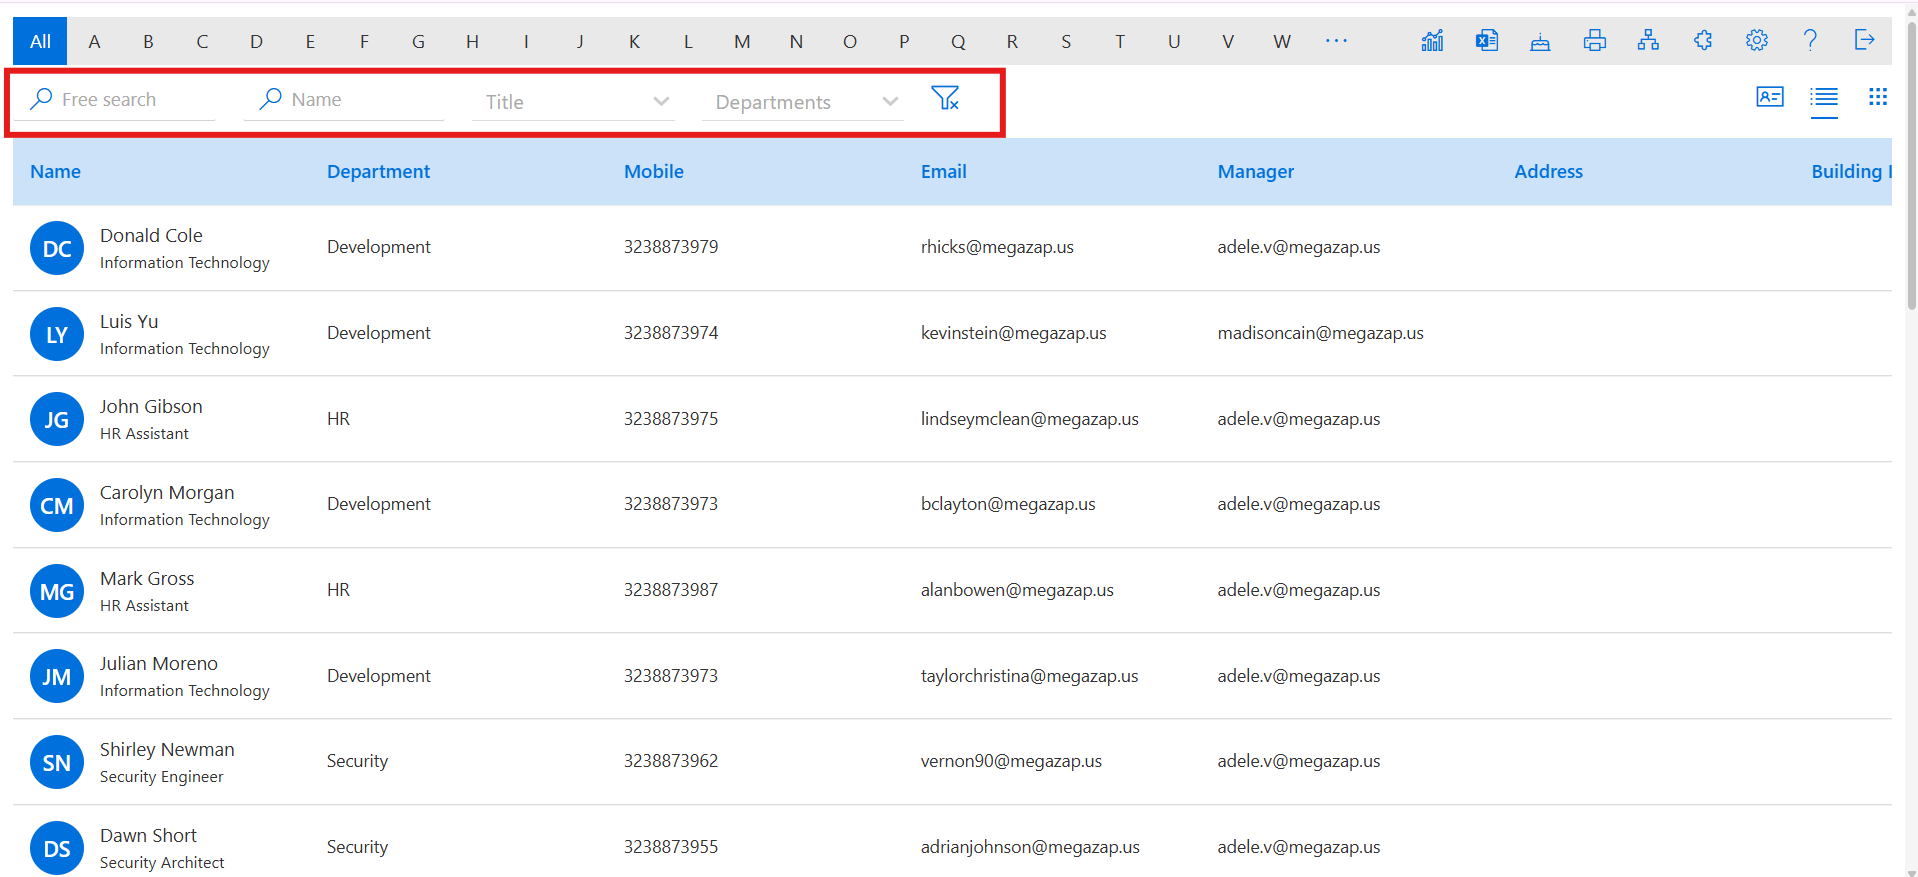 All A B C D E F G H I J K L M N O P Q R S T U V W ... ?
Free search Name Title Departments
Name Department Mobile Email Manager Address Building
DC Donald Cole Development 3238873979 rhicks@megazap.us adele.v@megazap.us
Information Technology
LY Luis Yu Development 3238873974 kevinstein@megazap.us madisoncain@megazap.us
Information Technology
JG John Gibson HR 3238873975 lindseymclean@megazap.us adele.v@megazap.us
HR Assistant
CM Carolyn Morgan Development 3238873973 bclayton@megazap.us adele.v@megazap.us
Information Technology
MG Mark Gross HR 3238873987 alanbowen@megazap.us adele.v@megazap.us
HR Assistant
JM Julian Moreno Development 3238873973 taylorchristina@megazap.us adele.v@megazap.us
Information Technology
SN Shirley Newman Security 3238873962 vernon90@megazap.us adele.v@megazap.us
Security Engineer
DS Dawn Short Security 3238873955 adrianjohnson@megazap.us adele.v@megazap.us
Security Architect